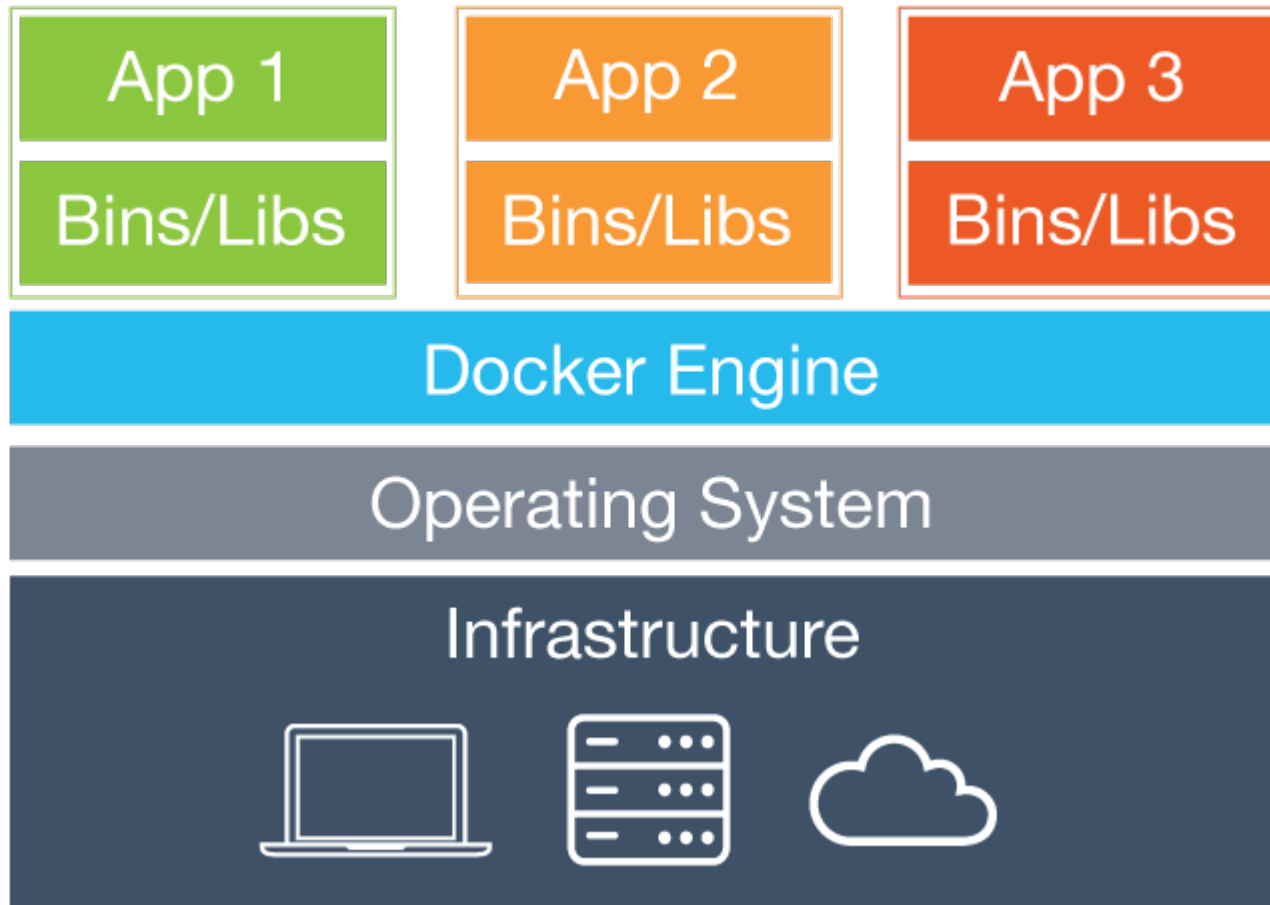 App 1
App 2
App 3
Bins/Libs
Bins/Libs
Bins/Libs
Docker Engine
Operating System
Infrastructure